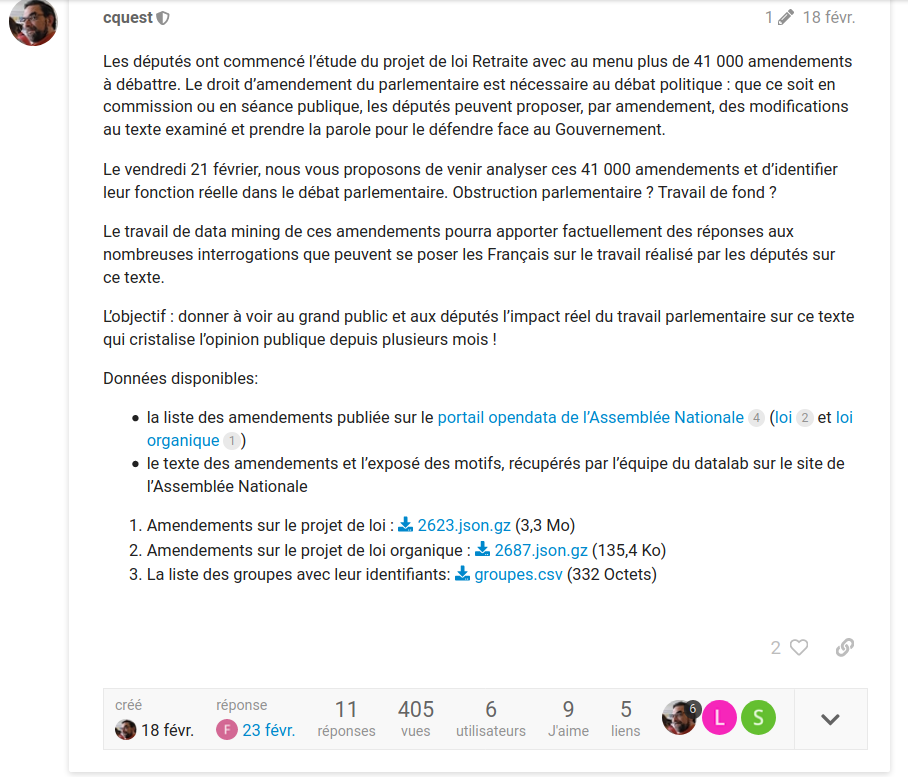 cquest 1 18 févr.
Les députés ont commencé l’étude du projet de loi Retraite avec au menu plus de 41 000 amendements
à débattre. Le droit d’amendement du parlementaire est nécessaire au débat politique : que ce soit en
commission ou en séance publique, les députés peuvent proposer, par amendement, des modifications
au texte examiné et prendre la parole pour le défendre face au Gouvernement.
Le vendredi 21 février, nous vous proposons de venir analyser ces 41 000 amendements et d’identifier
leur fonction réelle dans le débat parlementaire. Obstruction parlementaire ? Travail de fond ?
Le travail de data mining de ces amendements pourra apporter factuellement des réponses aux
nombreuses interrogations que peuvent se poser les Français sur le travail réalisé par les députés sur
ce texte.
L’objectif : donner à voir au grand public et aux députés l’impact réel du travail parlementaire sur ce texte
qui cristalise l’opinion publique depuis plusieurs mois !
Données disponibles:
• la liste des amendements publiée sur le portail opendata de l’Assemblée Nationale 4 (loi 2 et loi
organique 1)
• le texte des amendements et l’exposé des motifs, récupérés par l’équipe du datalab sur le site de
l’Assemblée Nationale
1. Amendements sur le projet de loi : 2623.json.gz (3,3 Mo)
2. Amendements sur le projet de loi organique : 2687.json.gz (135,4 Ko)
3. La liste des groupes avec leur identifiants: groupes.csv (332 Octets)
2
créé réponse 11 405 6 9 5 6 L S
18 févr. F 23 févr. réponses vues utilisateurs J'aime liens